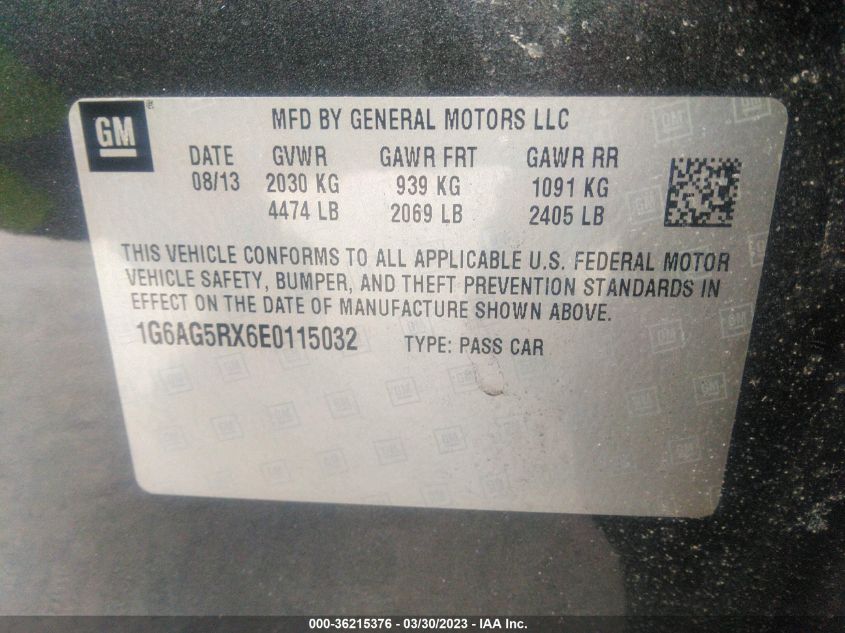 GM
MFD BY GENERAL MOTORS LLC
DATE GVWR GAWR FRT GAWR RR
08/13 2030 KG 939 KG 1091 KG
4474 LB 2069 LB 2405 LB
THIS VEHICLE CONFORMS TO ALL APPLICABLE U.S. FEDERAL MOTOR
VEHICLE SAFETY, BUMPER, AND THEFT PREVENTION STANDARDS IN
EFFECT ON THE DATE OF MANUFACTURE SHOWN ABOVE.
1G6AG5RX6E0115032 TYPE: PASS CAR
000-36215376 - 03/30/2023 - IAA Inc.